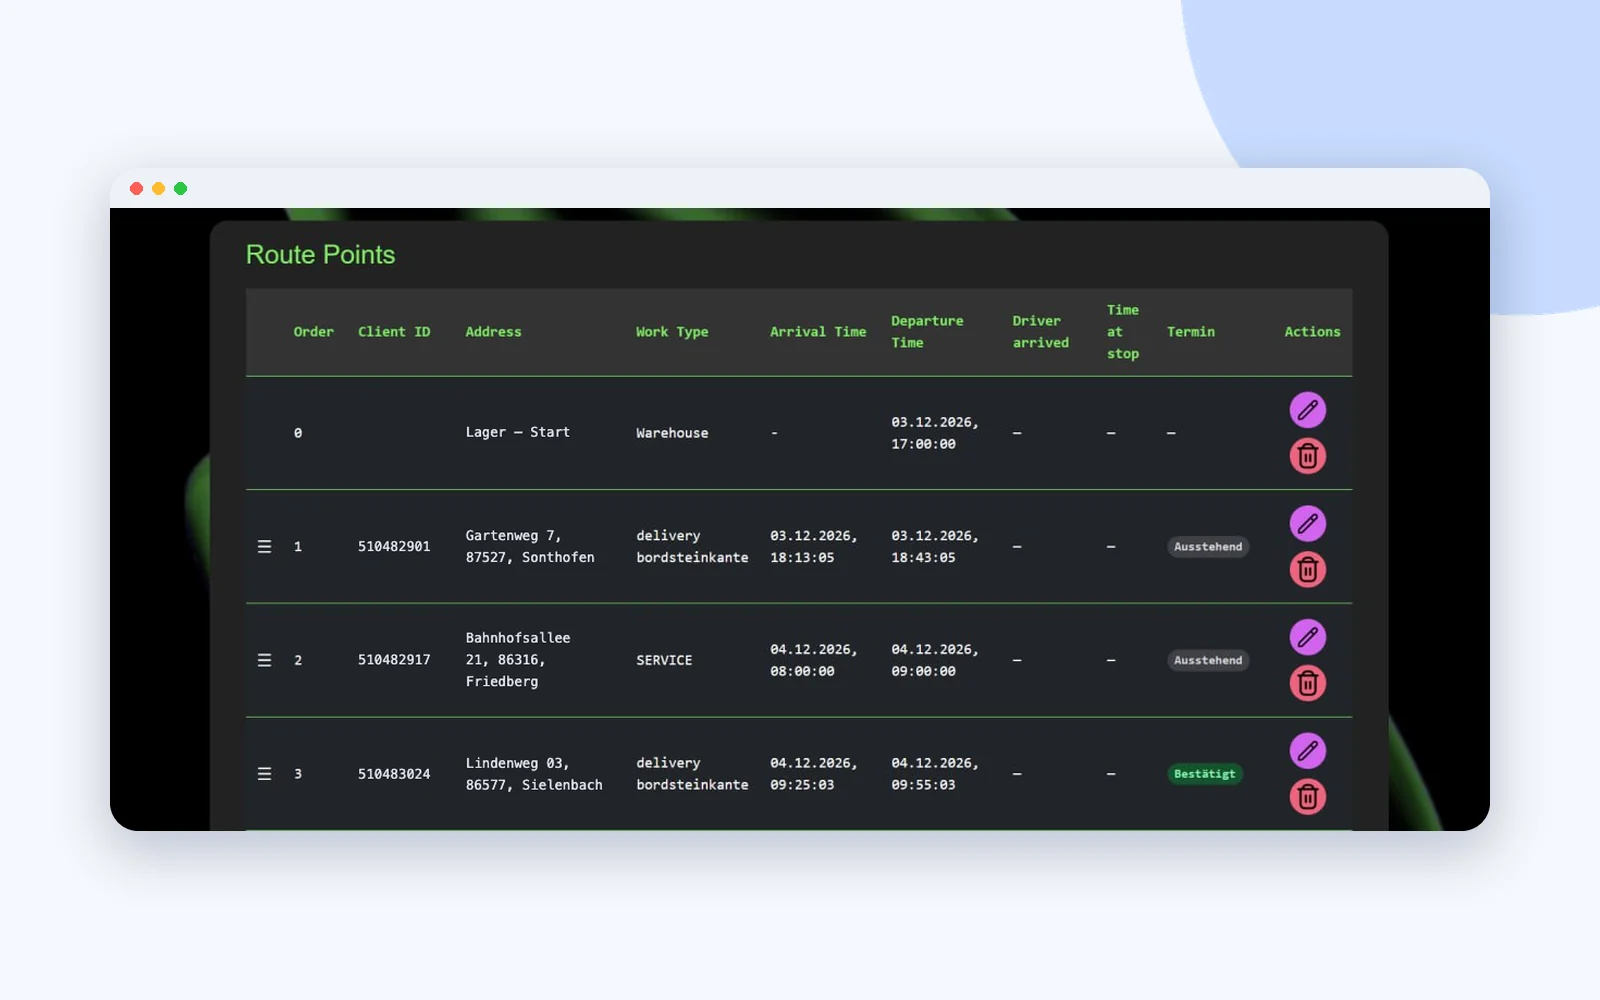 Route Points
Order Client ID Address Work Type Arrival Time Departure Time Driver arrived Time at stop Termin Actions
0 Lager – Start Warehouse - 03.12.2026, 17:00:00 – – –
1 510482901 Gartenweg 7, 87527, Sonthofen delivery bordsteinkante 03.12.2026, 18:13:05 03.12.2026, 18:43:05 – – Ausstehend
2 510482917 Bahnhofsallee 21, 86316, Friedberg SERVICE 04.12.2026, 08:00:00 04.12.2026, 09:00:00 – – Ausstehend
3 510483024 Lindenweg 03, 86577, Sielenbach delivery bordsteinkante 04.12.2026, 09:25:03 04.12.2026, 09:55:03 – – Bestätigt